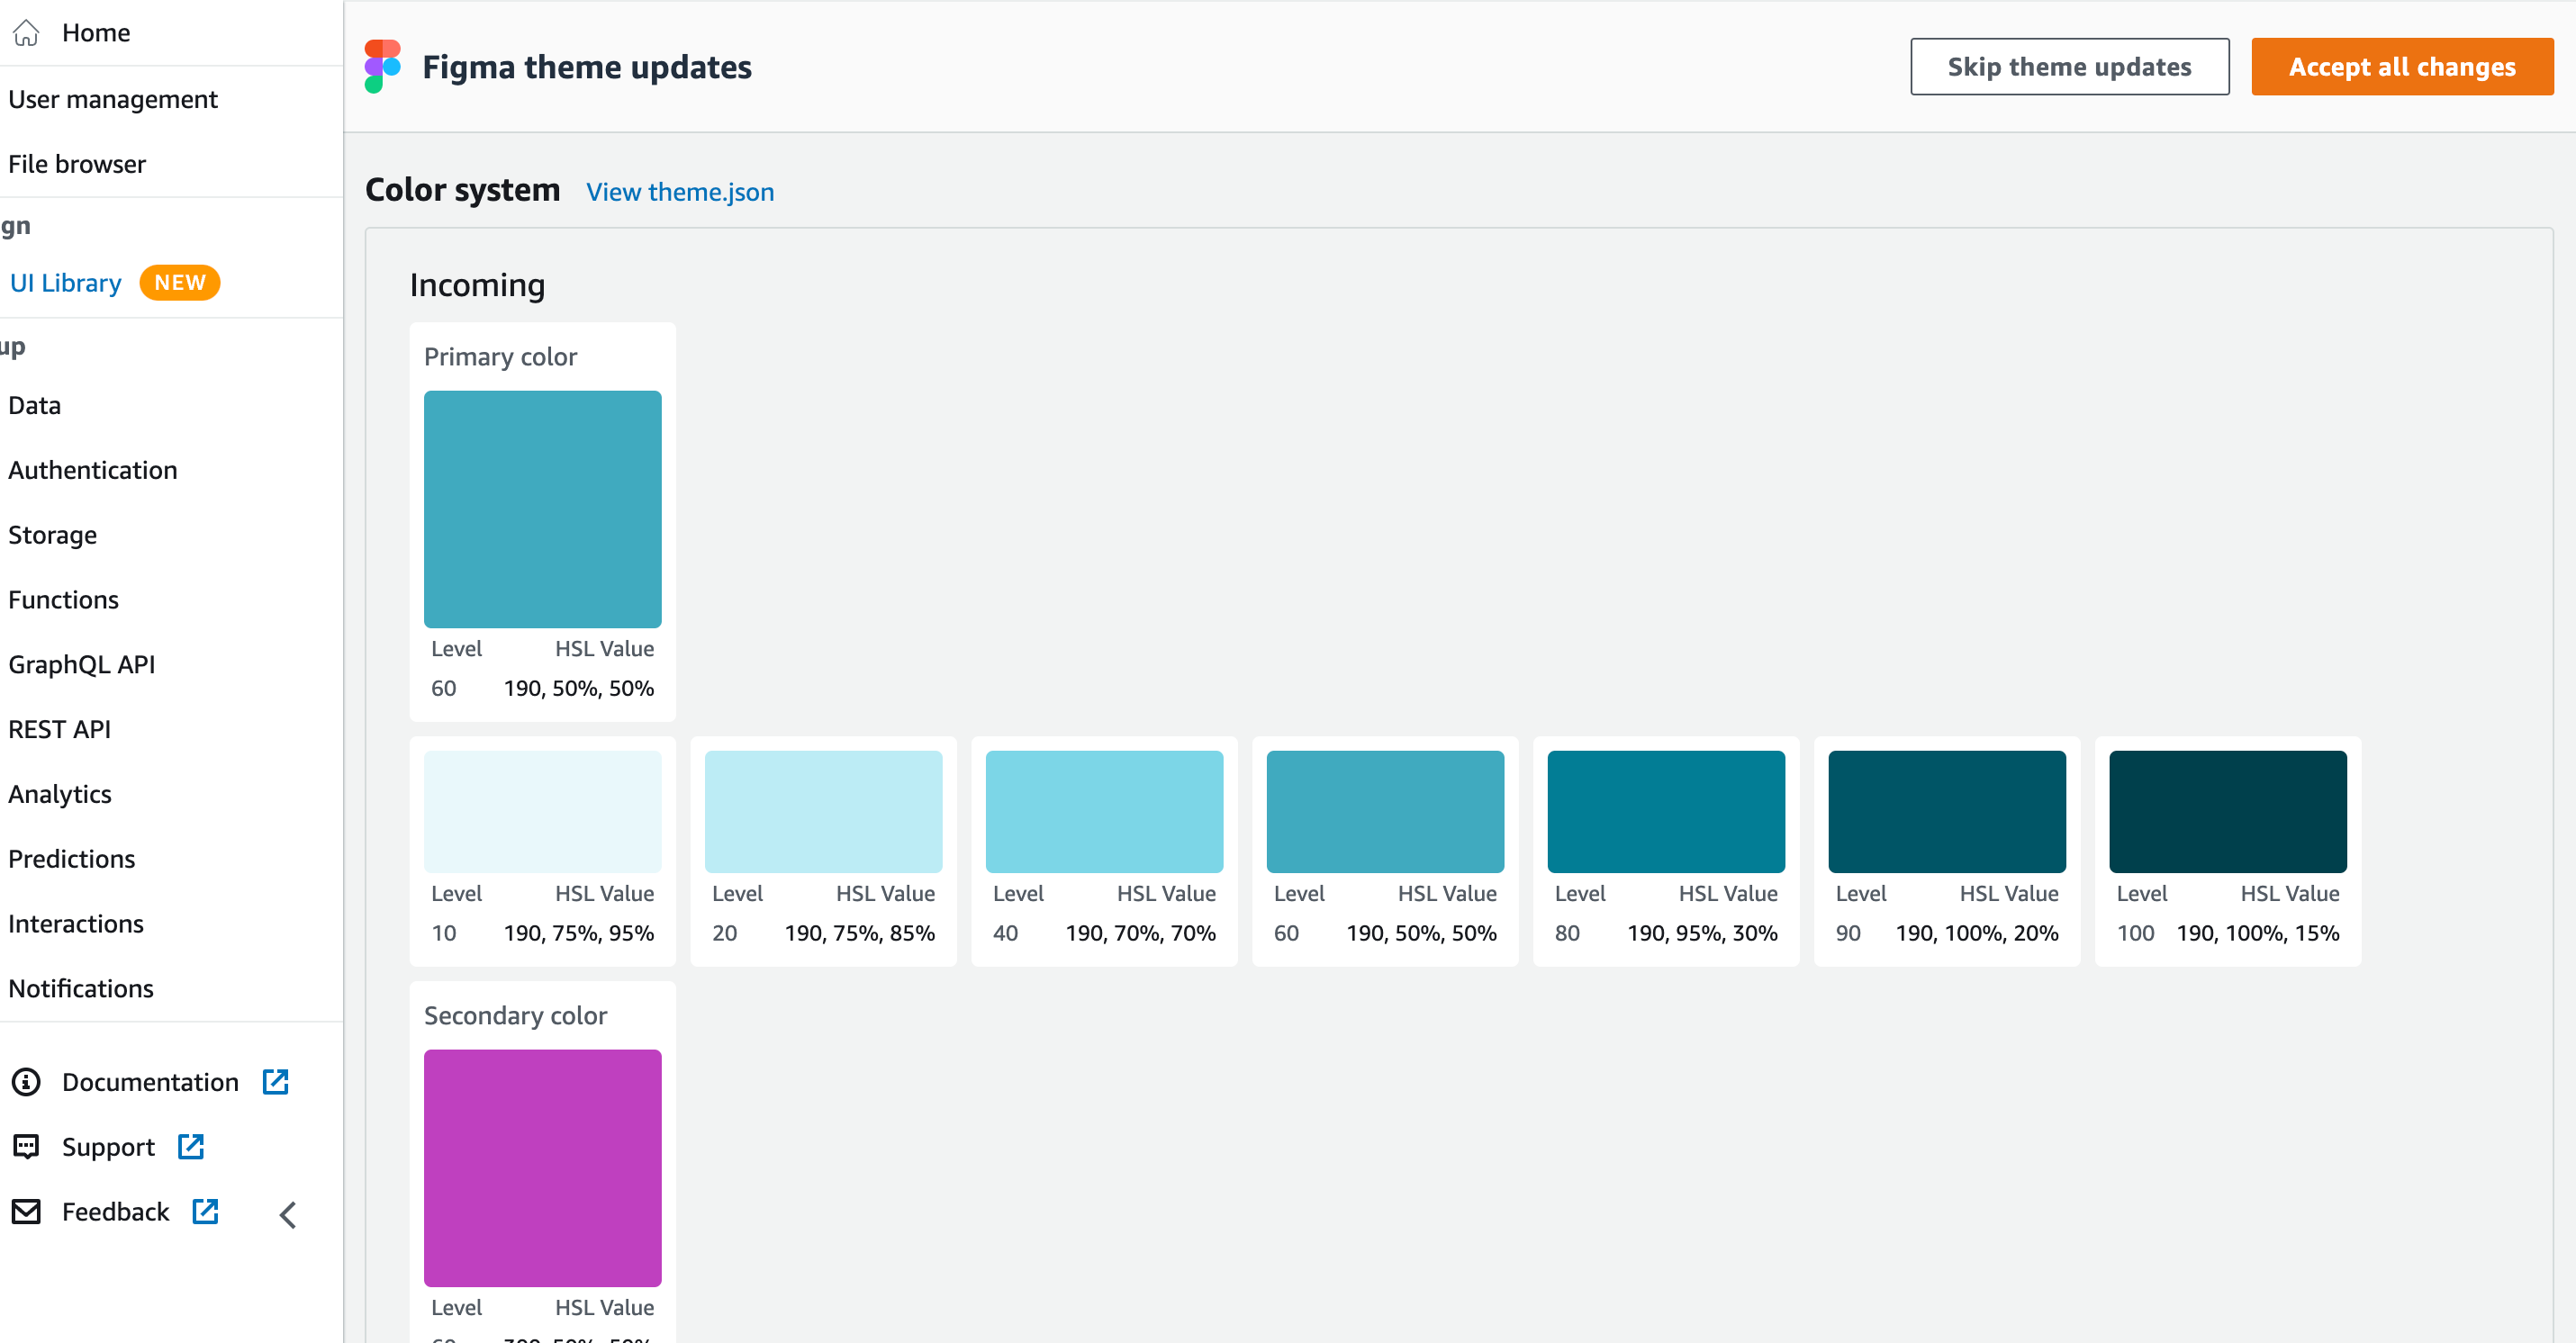 Home
User management
File browser
gn
UI Library NEW
up
Data
Authentication
Storage
Functions
GraphQL API
REST API
Analytics
Predictions
Interactions
Notifications
Documentation
Support
Feedback
Figma theme updates
Skip theme updates
Accept all changes
Color system View theme.json
Incoming
Primary color
Level HSL Value
60 190, 50%, 50%
Level HSL Value
10 190, 75%, 95%
Level HSL Value
20 190, 75%, 85%
Level HSL Value
40 190, 70%, 70%
Level HSL Value
60 190, 50%, 50%
Level HSL Value
80 190, 95%, 30%
Level HSL Value
90 190, 100%, 20%
Level HSL Value
100 190, 100%, 15%
Secondary color
Level HSL Value